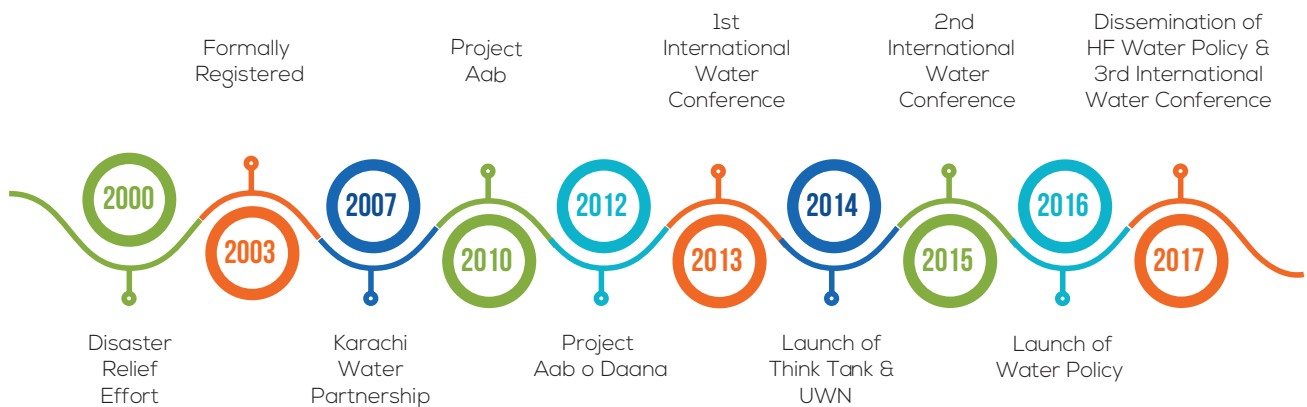 Formally
Registered
Project
Aab
1st
International
Water
Conference
2nd
International
Water
Conference
Dissemination of
HF Water Policy &
3rd International
Water Conference
2000
2003
2007
2010
2012
2013
2014
2015
2016
2017
Disaster
Relief
Effort
Karachi
Water
Partnership
Project
Aab o Daana
Launch of
Think Tank &
UWN
Launch of
Water Policy